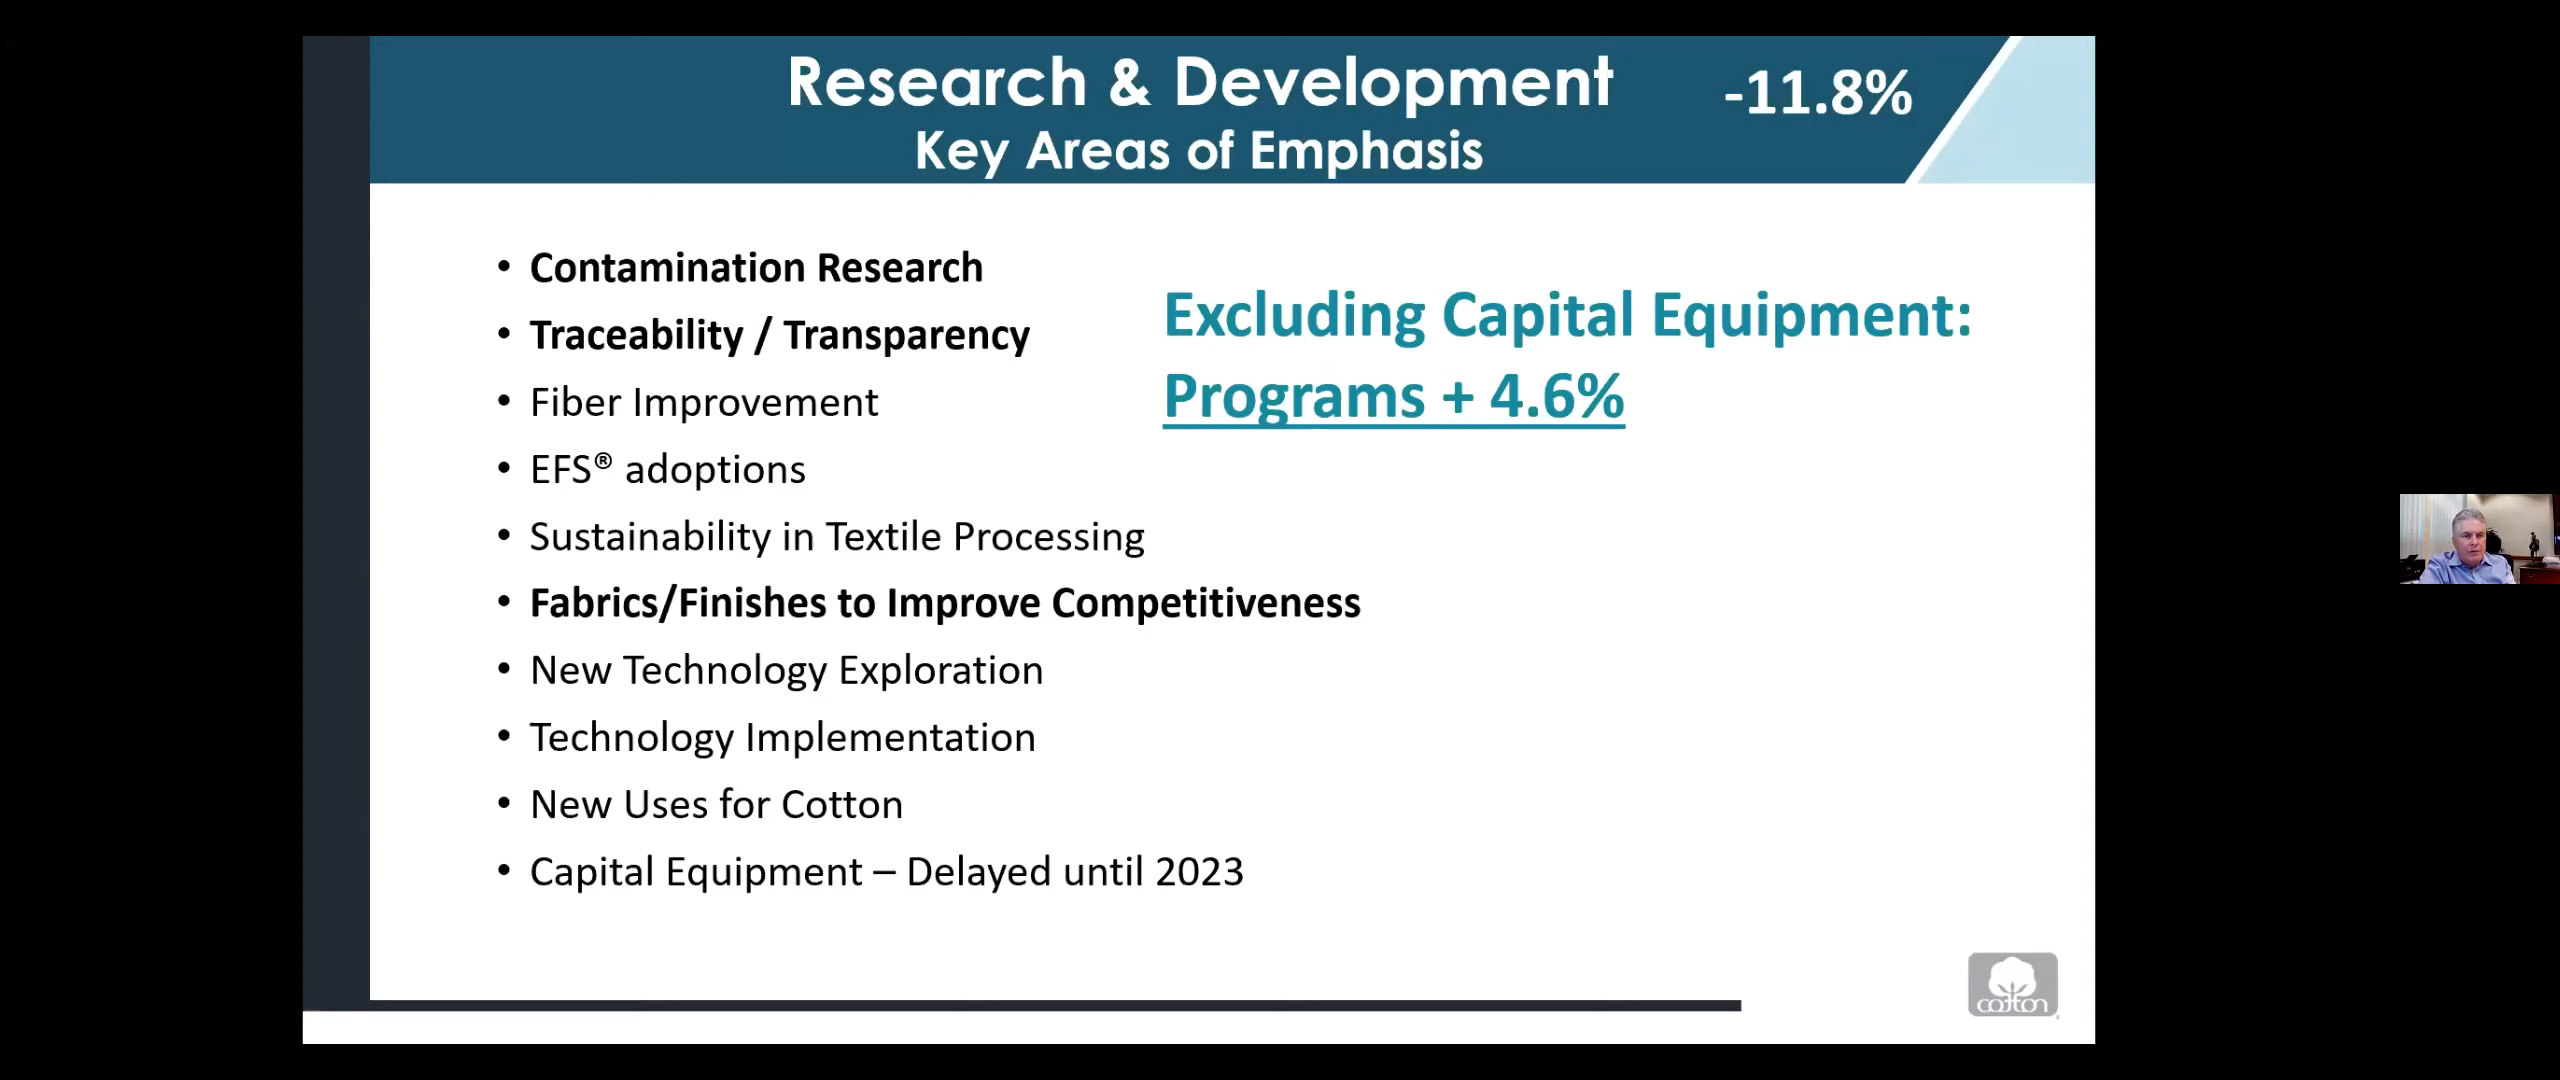 Research & Development
-11.8%
Key Areas of Emphasis
• Contamination Research
• Traceability / Transparency
• Fiber Improvement
• EFS® adoptions
• Sustainability in Textile Processing
• Fabrics/Finishes to Improve Competitiveness
• New Technology Exploration
• Technology Implementation
• New Uses for Cotton
• Capital Equipment – Delayed until 2023
Excluding Capital Equipment:
Programs + 4.6%
cotton